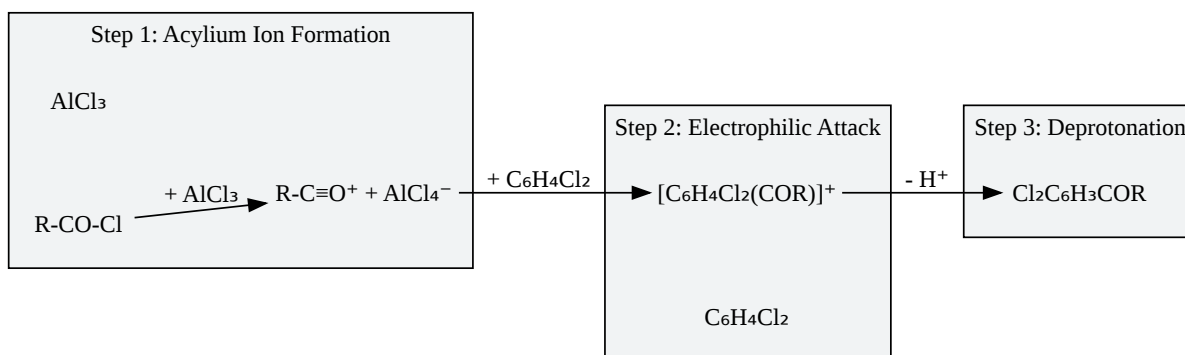 Step 1: Acylium Ion Formation
AlCl₃
R-CO-Cl
+ AlCl₃
R-C≡O⁺ + AlCl₄⁻
+ C₆H₄Cl₂
Step 2: Electrophilic Attack
[C₆H₄Cl₂(COR)]⁺
C₆H₄Cl₂
- H⁺
Step 3: Deprotonation
Cl₂C₆H₃COR